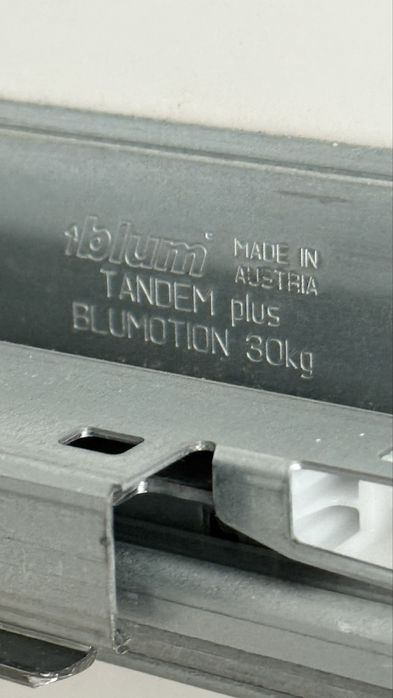 blum MADE IN
AUSTRIA
TANDEM plus
BLUMOTION 30kg